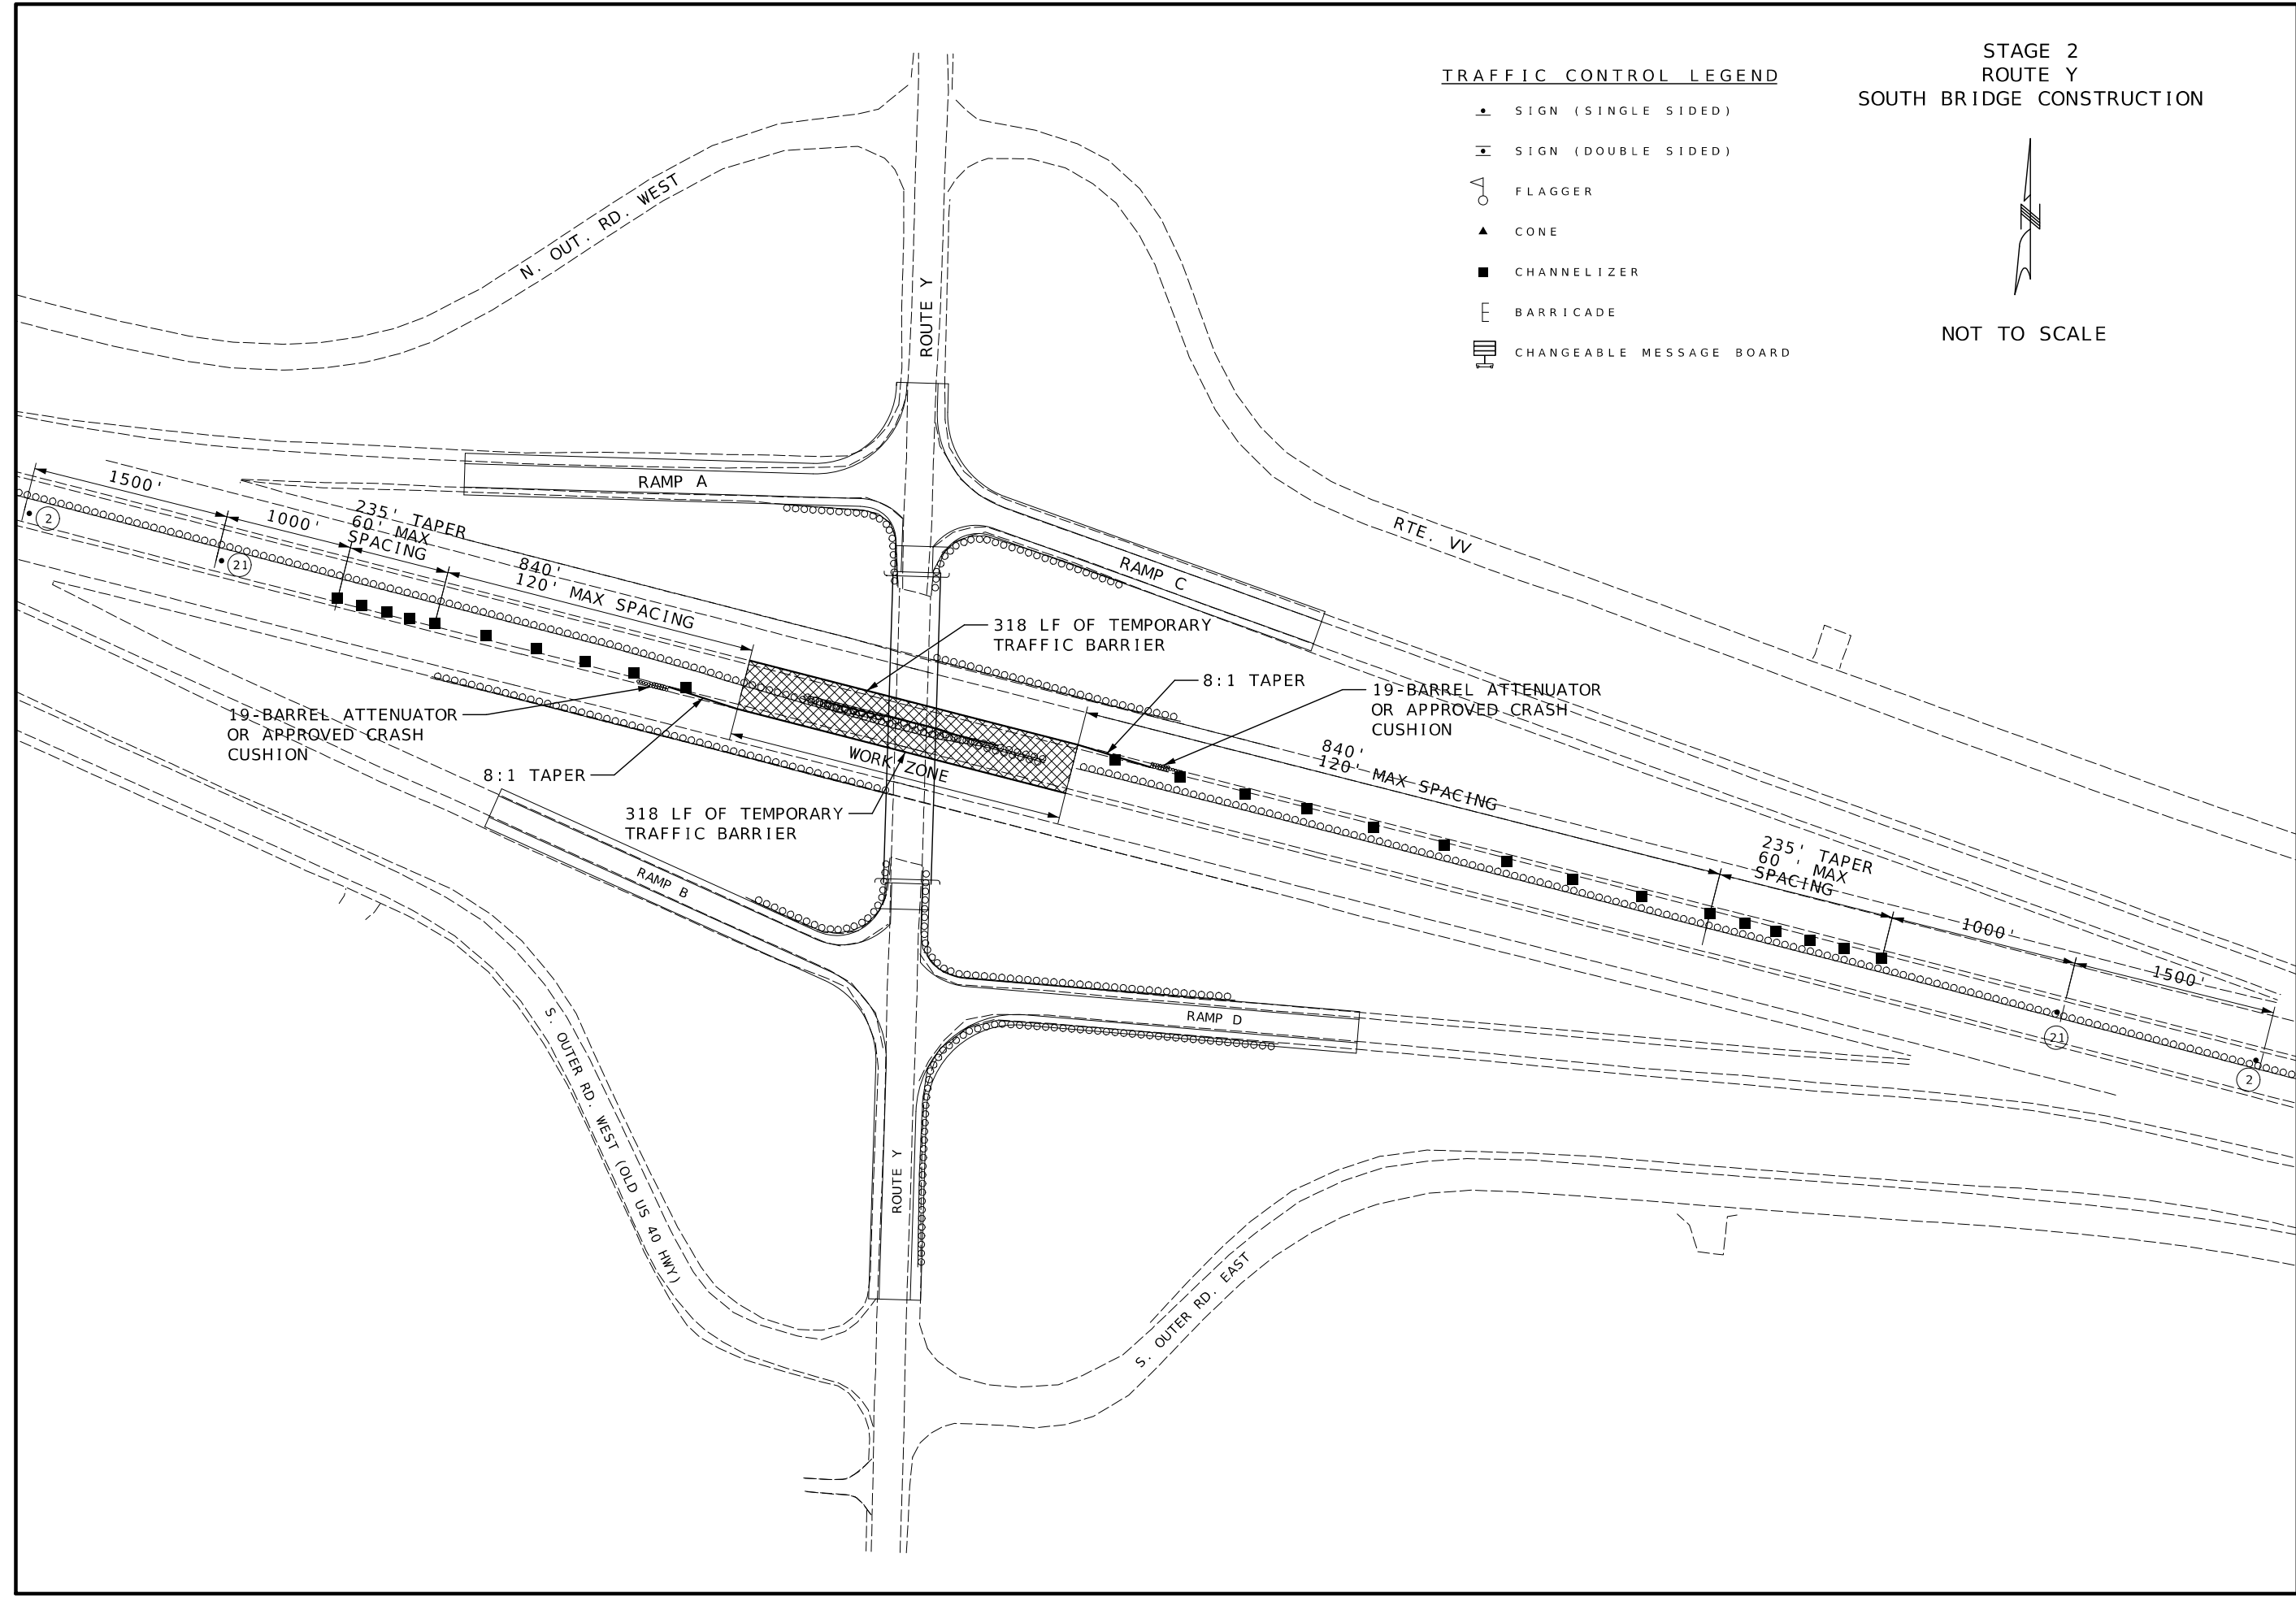 STAGE 2
ROUTE Y
SOUTH BRIDGE CONSTRUCTION
N
NOT TO SCALE
TRAFFIC CONTROL LEGEND
SIGN (SINGLE SIDED)
SIGN (DOUBLE SIDED)
FLAGGER
CONE
CHANNELIZER
BARRICADE
CHANGEABLE MESSAGE BOARD
N. OUT. RD. WEST
ROUTE Y
RTE. VV
RAMP A
RAMP C
1500'
2
1000'
21
235' TAPER
60' MAX
SPACING
840'
120' MAX SPACING
318 LF OF TEMPORARY
TRAFFIC BARRIER
8:1 TAPER
19-BARREL ATTENUATOR
OR APPROVED CRASH
CUSHION
19-BARREL ATTENUATOR
OR APPROVED CRASH
CUSHION
8:1 TAPER
WORK ZONE
318 LF OF TEMPORARY
TRAFFIC BARRIER
840'
120' MAX SPACING
235' TAPER
60 ' MAX
SPACING
1000'
1500'
21
2
RAMP B
RAMP D
S. OUTER RD. WEST (OLD US 40 HWY)
ROUTE Y
S. OUTER RD. EAST